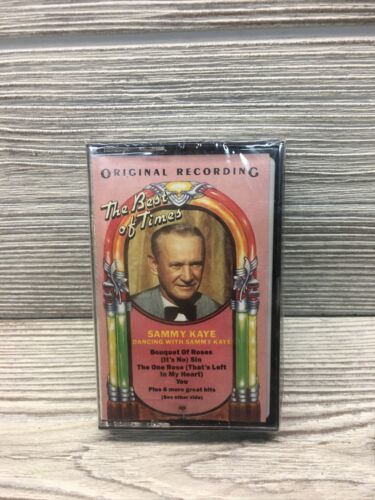 ORIGINAL RECORDING
The Best
of Times
SAMMY KAYE
DANCING WITH SAMMY KAYE
Bouquet Of Roses
(It's No) Sin
The One Rose (That's Left
In My Heart)
You
Plus 6 more great hits
(See other side)